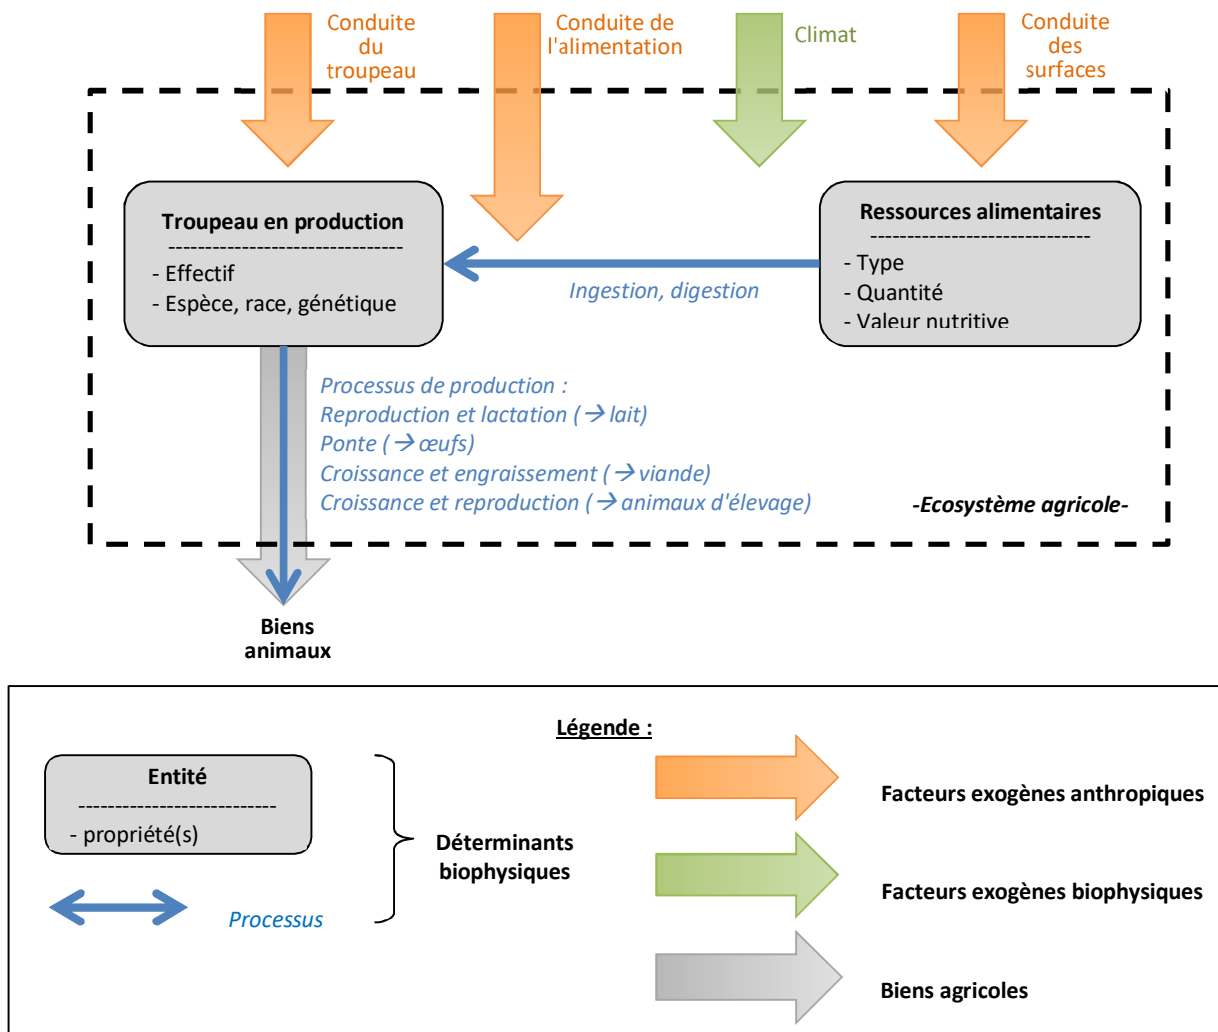 Conduite
du
troupeau
Conduite de
l'alimentation
Climat
Conduite
des
surfaces
Troupeau en production
--------------------------------
- Effectif
- Espèce, race, génétique
Ressources alimentaires
------------------------------
- Type
- Quantité
- Valeur nutritive
Ingestion, digestion
Processus de production :
Reproduction et lactation (→ lait)
Ponte (→ œufs)
Croissance et engraissement (→ viande)
Croissance et reproduction (→ animaux d'élevage)
-Ecosystème agricole-
Biens
animaux
Légende :
Entité
---------------------------
- propriété(s)
Processus
Déterminants
biophysiques
Facteurs exogènes anthropiques
Facteurs exogènes biophysiques
Biens agricoles